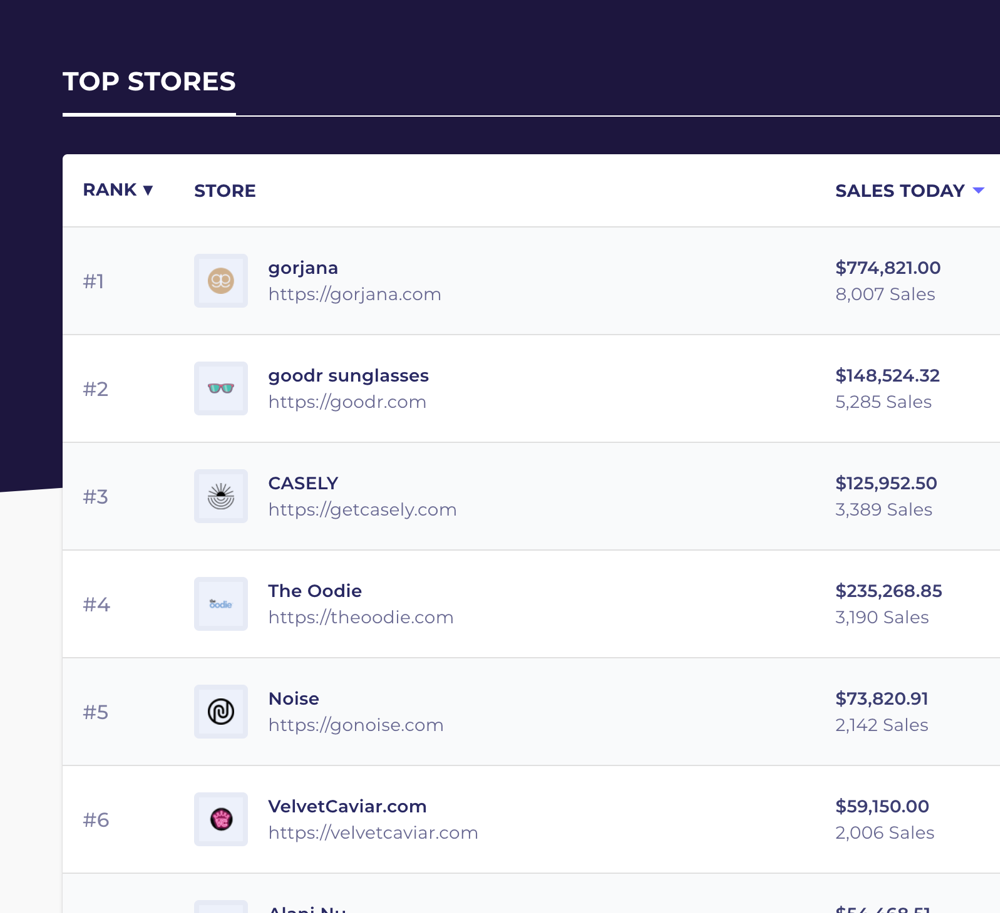 TOP STORES
RANK ▼ STORE SALES TODAY
#1 gorjana $774,821.00
https://gorjana.com 8,007 Sales
#2 goodr sunglasses $148,524.32
https://goodr.com 5,285 Sales
#3 CASELY $125,952.50
https://getcasely.com 3,389 Sales
#4 The Oodie $235,268.85
https://theoodie.com 3,190 Sales
#5 Noise $73,820.91
https://gonoise.com 2,142 Sales
#6 VelvetCaviar.com $59,150.00
https://velvetcaviar.com 2,006 Sales
Alani Nu